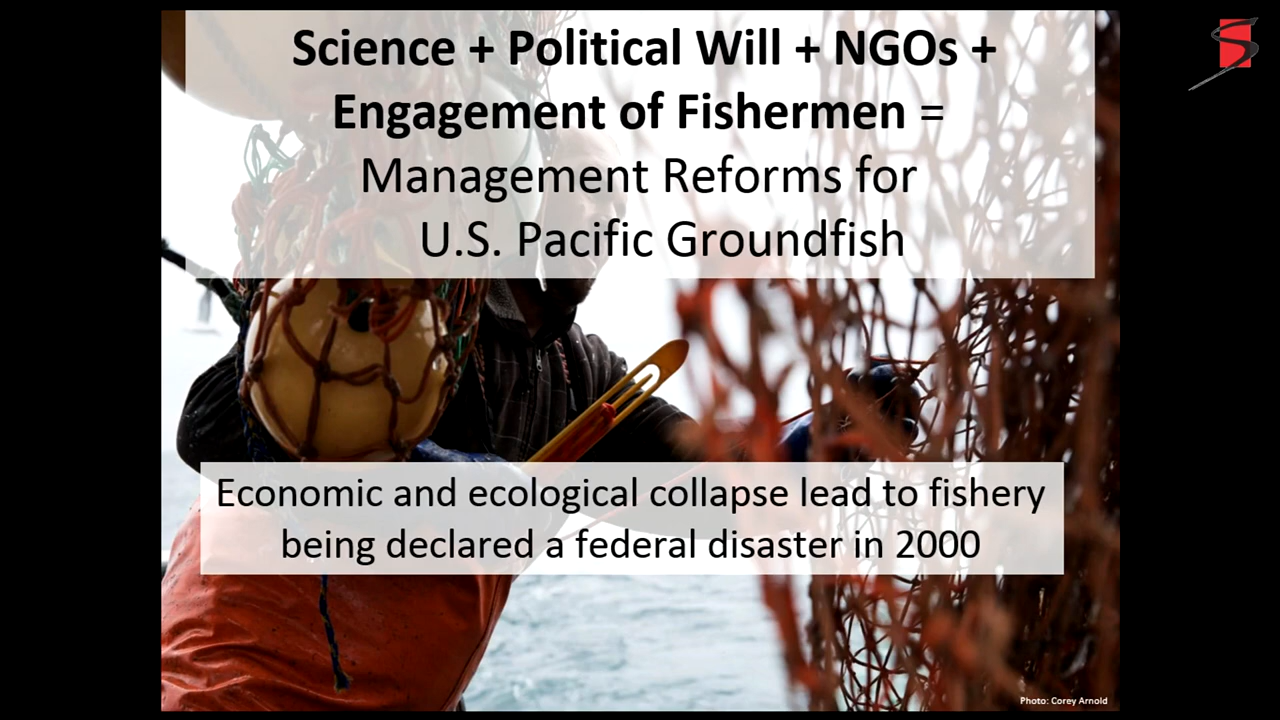 Science + Political Will + NGOs +
Engagement of Fishermen =
Management Reforms for
U.S. Pacific Groundfish
Economic and ecological collapse lead to fishery
being declared a federal disaster in 2000
Photo: Corey Arnold